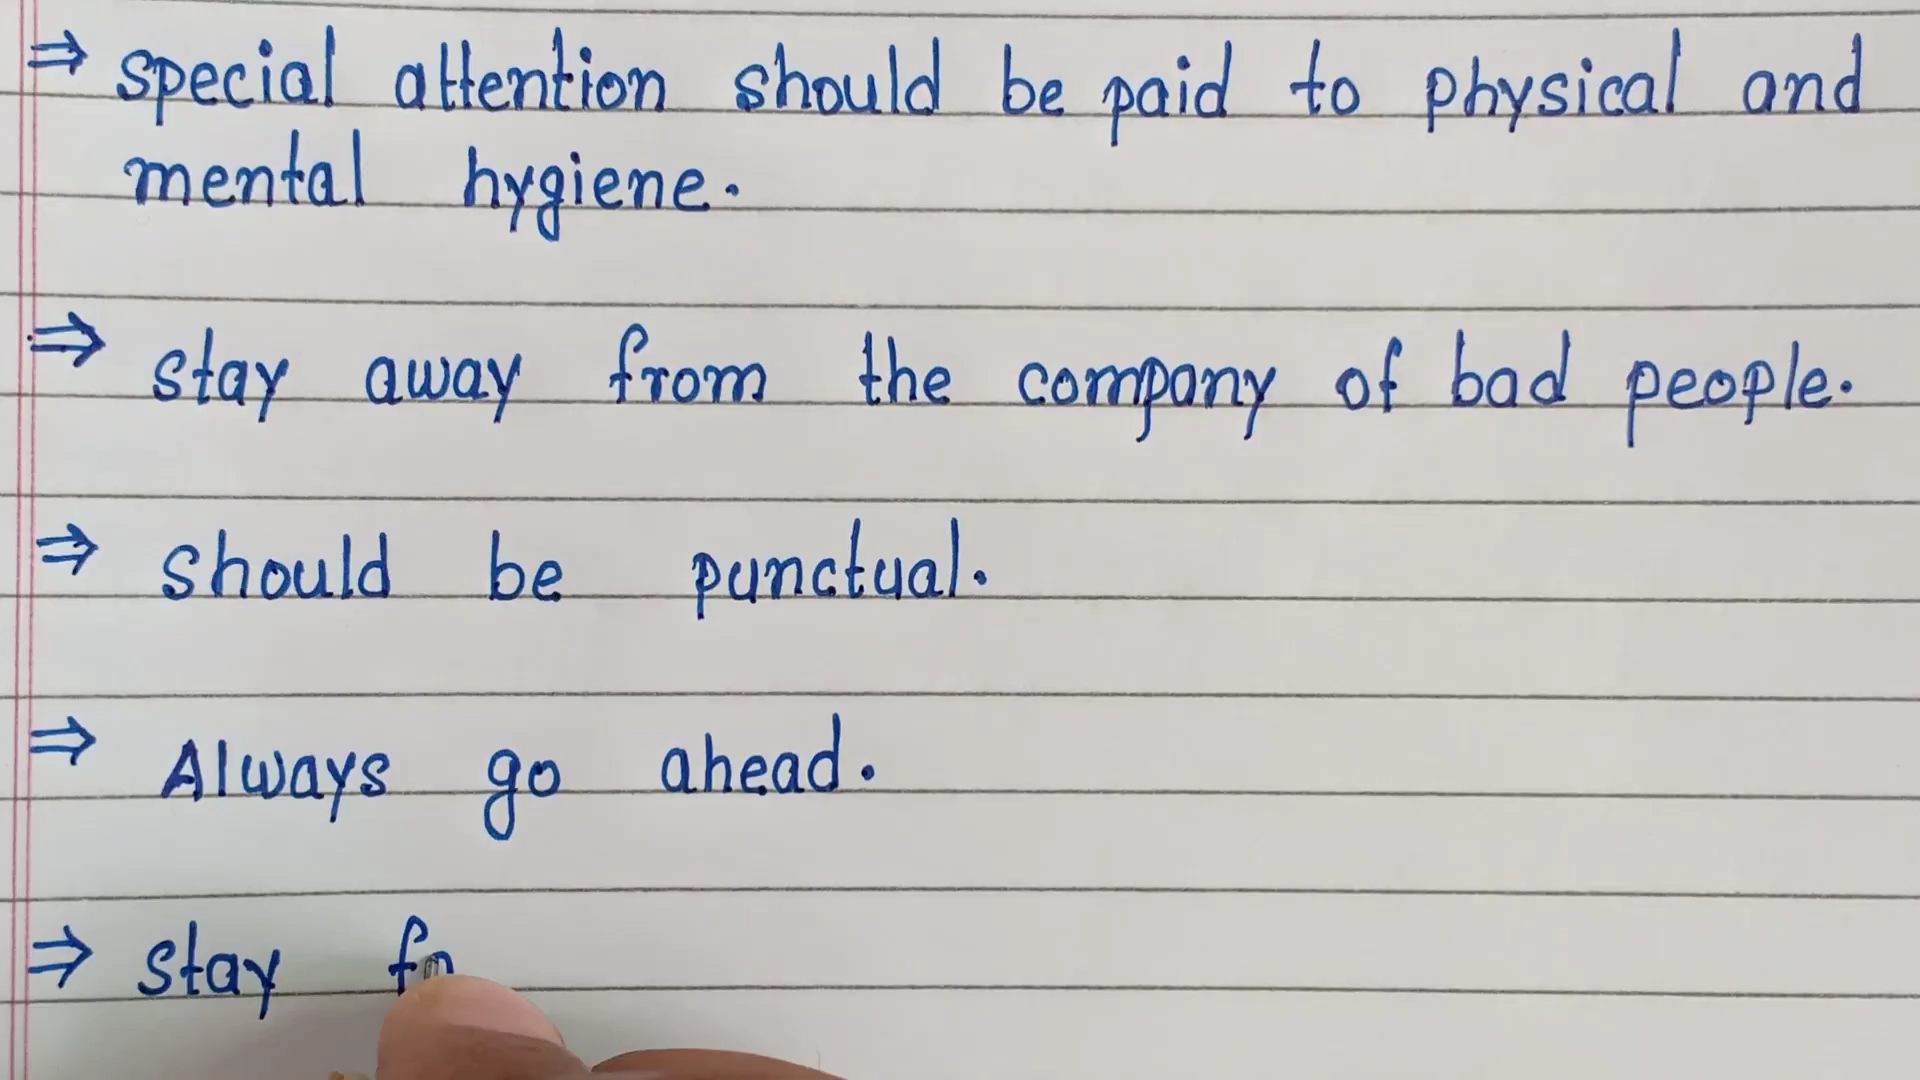 ⇒ special attention should be paid to physical and
mental hygiene.
⇒ stay away from the company of bad people.
⇒ should be punctual.
⇒ Always go ahead.
⇒ stay